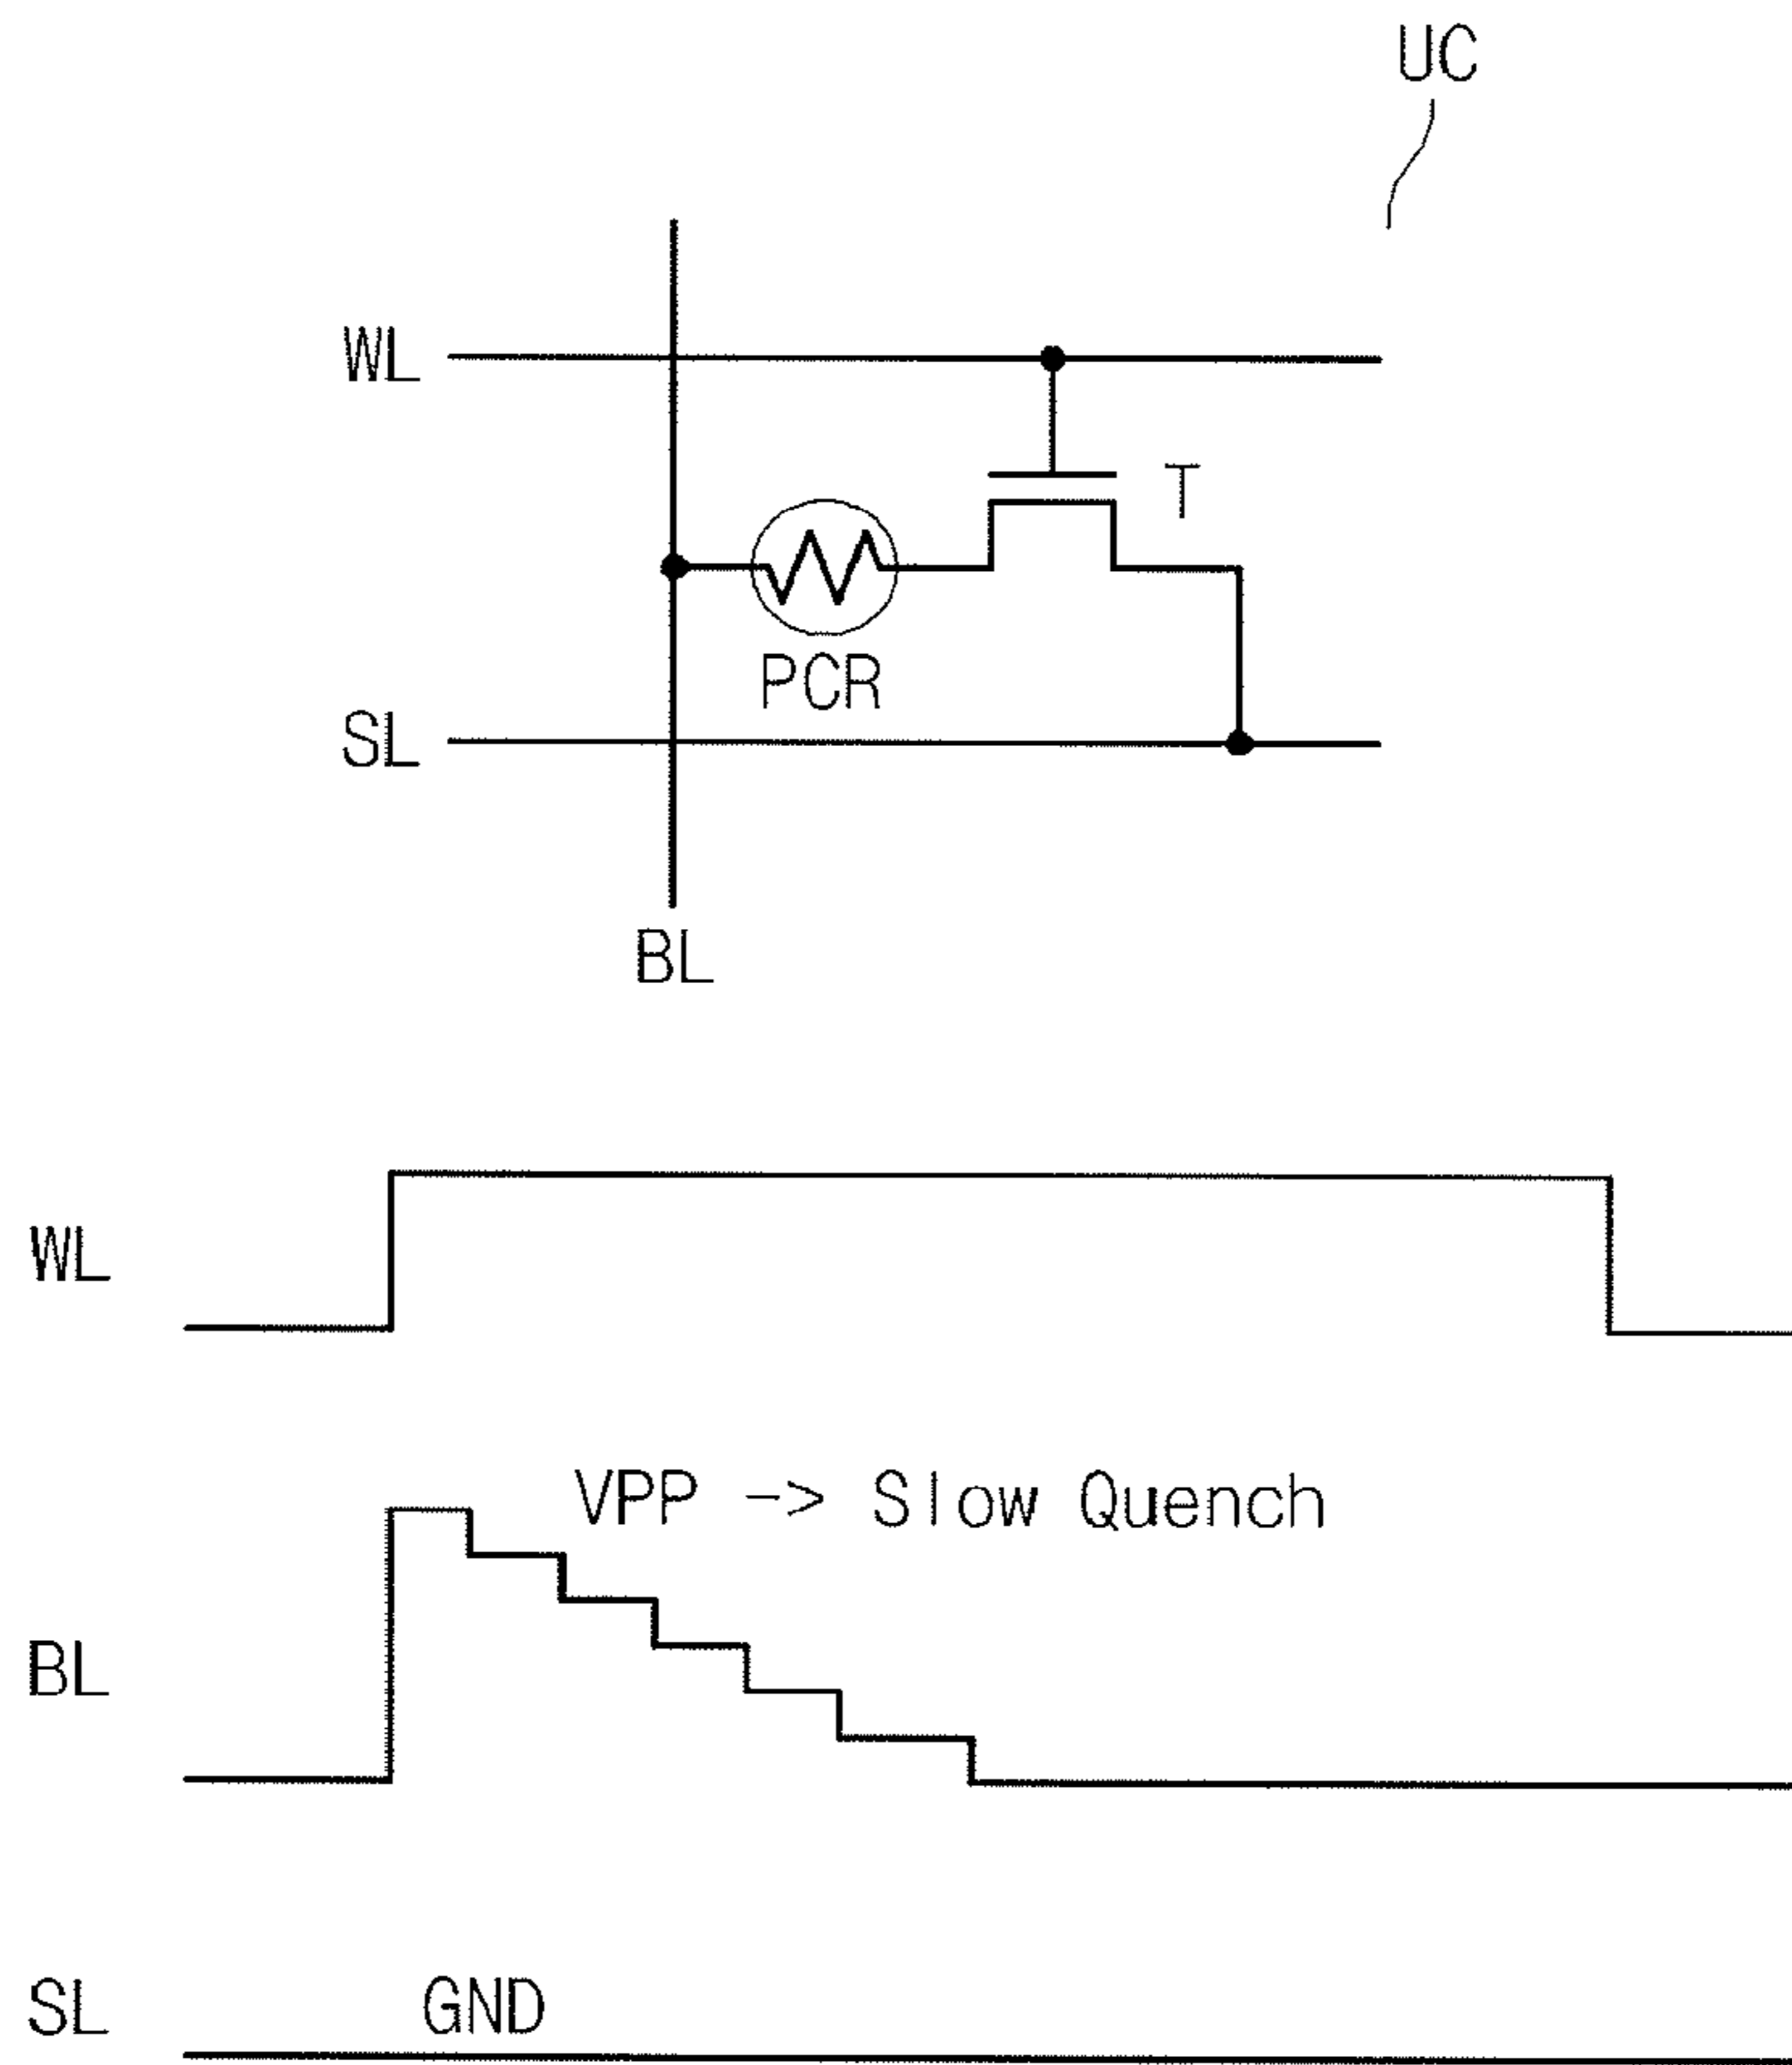 UC
WL
T
PCR
SL
BL
WL
VPP -> Slow Quench
BL
SL
GND